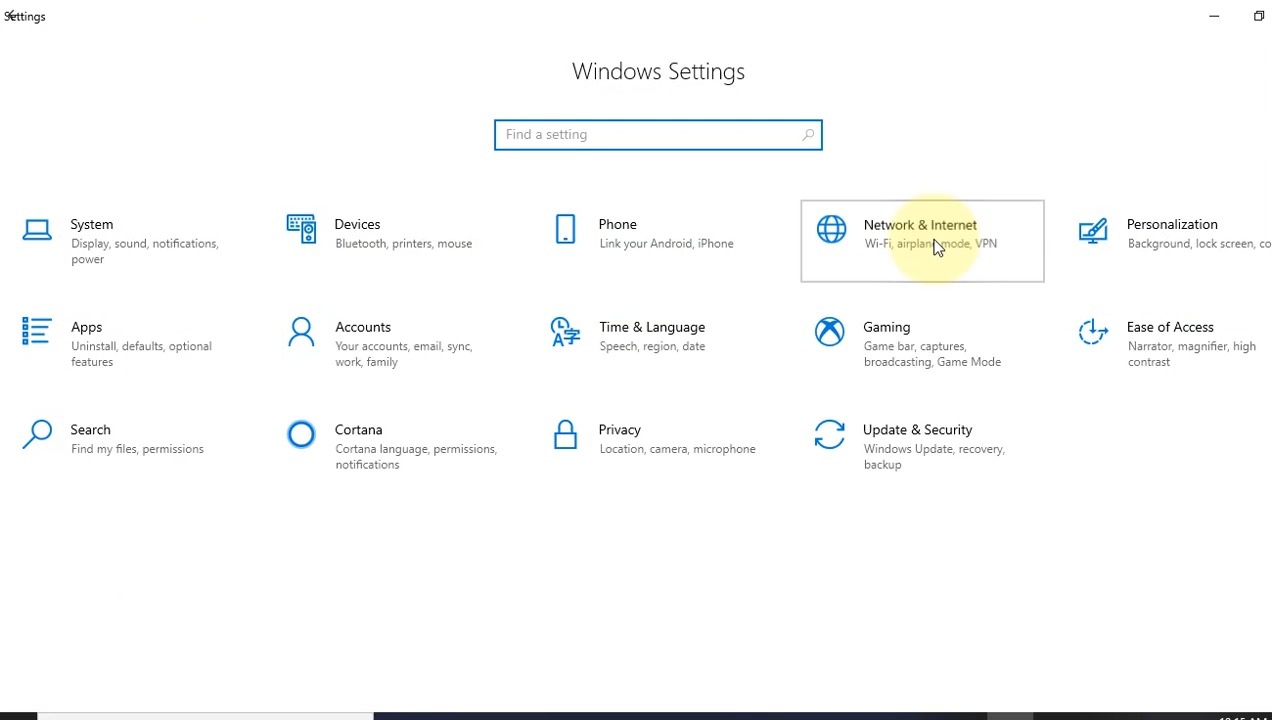 Settings
Windows Settings
Find a setting
System
Display, sound, notifications,
power
Devices
Bluetooth, printers, mouse
Phone
Link your Android, iPhone
Network & Internet
Wi-Fi, airplane mode, VPN
Personalization
Background, lock screen, co
Apps
Uninstall, defaults, optional
features
Accounts
Your accounts, email, sync,
work, family
Time & Language
Speech, region, date
Gaming
Game bar, captures,
broadcasting, Game Mode
Ease of Access
Narrator, magnifier, high
contrast
Search
Find my files, permissions
Cortana
Cortana language, permissions,
notifications
Privacy
Location, camera, microphone
Update & Security
Windows Update, recovery,
backup